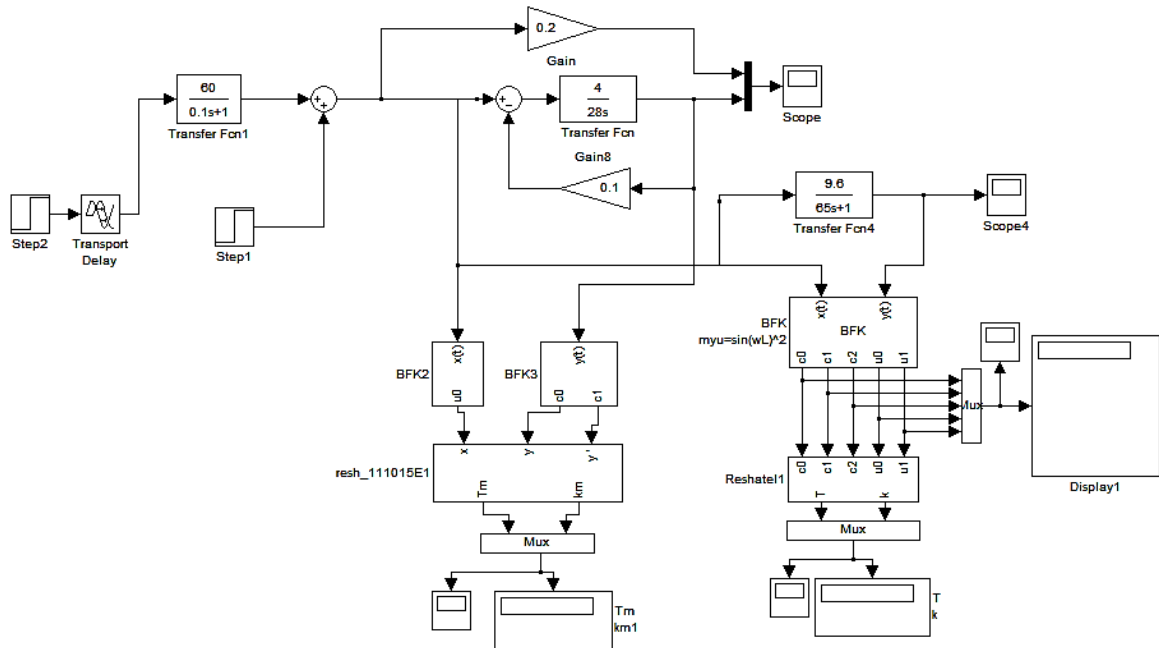 0.2
Gain
60
0.1s+1
Transfer Fcn1
+
+
+
−
4
28s
Transfer Fcn
Scope
Gain8
0.1
9.6
65s+1
Transfer Fcn4
Scope4
Step2
Transport
Delay
Step1
BFK
myu=sin(wL)^2
x(t)
y(t)
BFK
c0
c1
c2
u0
u1
BFK2
x(t)
u0
BFK3
y(t)
c0
c1
Mux
Display1
resh_111015E1
x
y
y'
Tm
km
Reshatel1
c0
c1
c2
u0
u1
T
k
Mux
Mux
Tm
km1
T
k